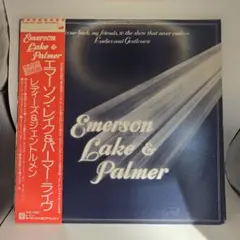 come back, my friends, to the show that never ends~
Ladies and Gentlemen
Emerson
Lake &
Palmer
エマーソン・レイク&パーマー ライヴ
レディーズ&ジェントルメン
Emerson
Lake &
Palmer